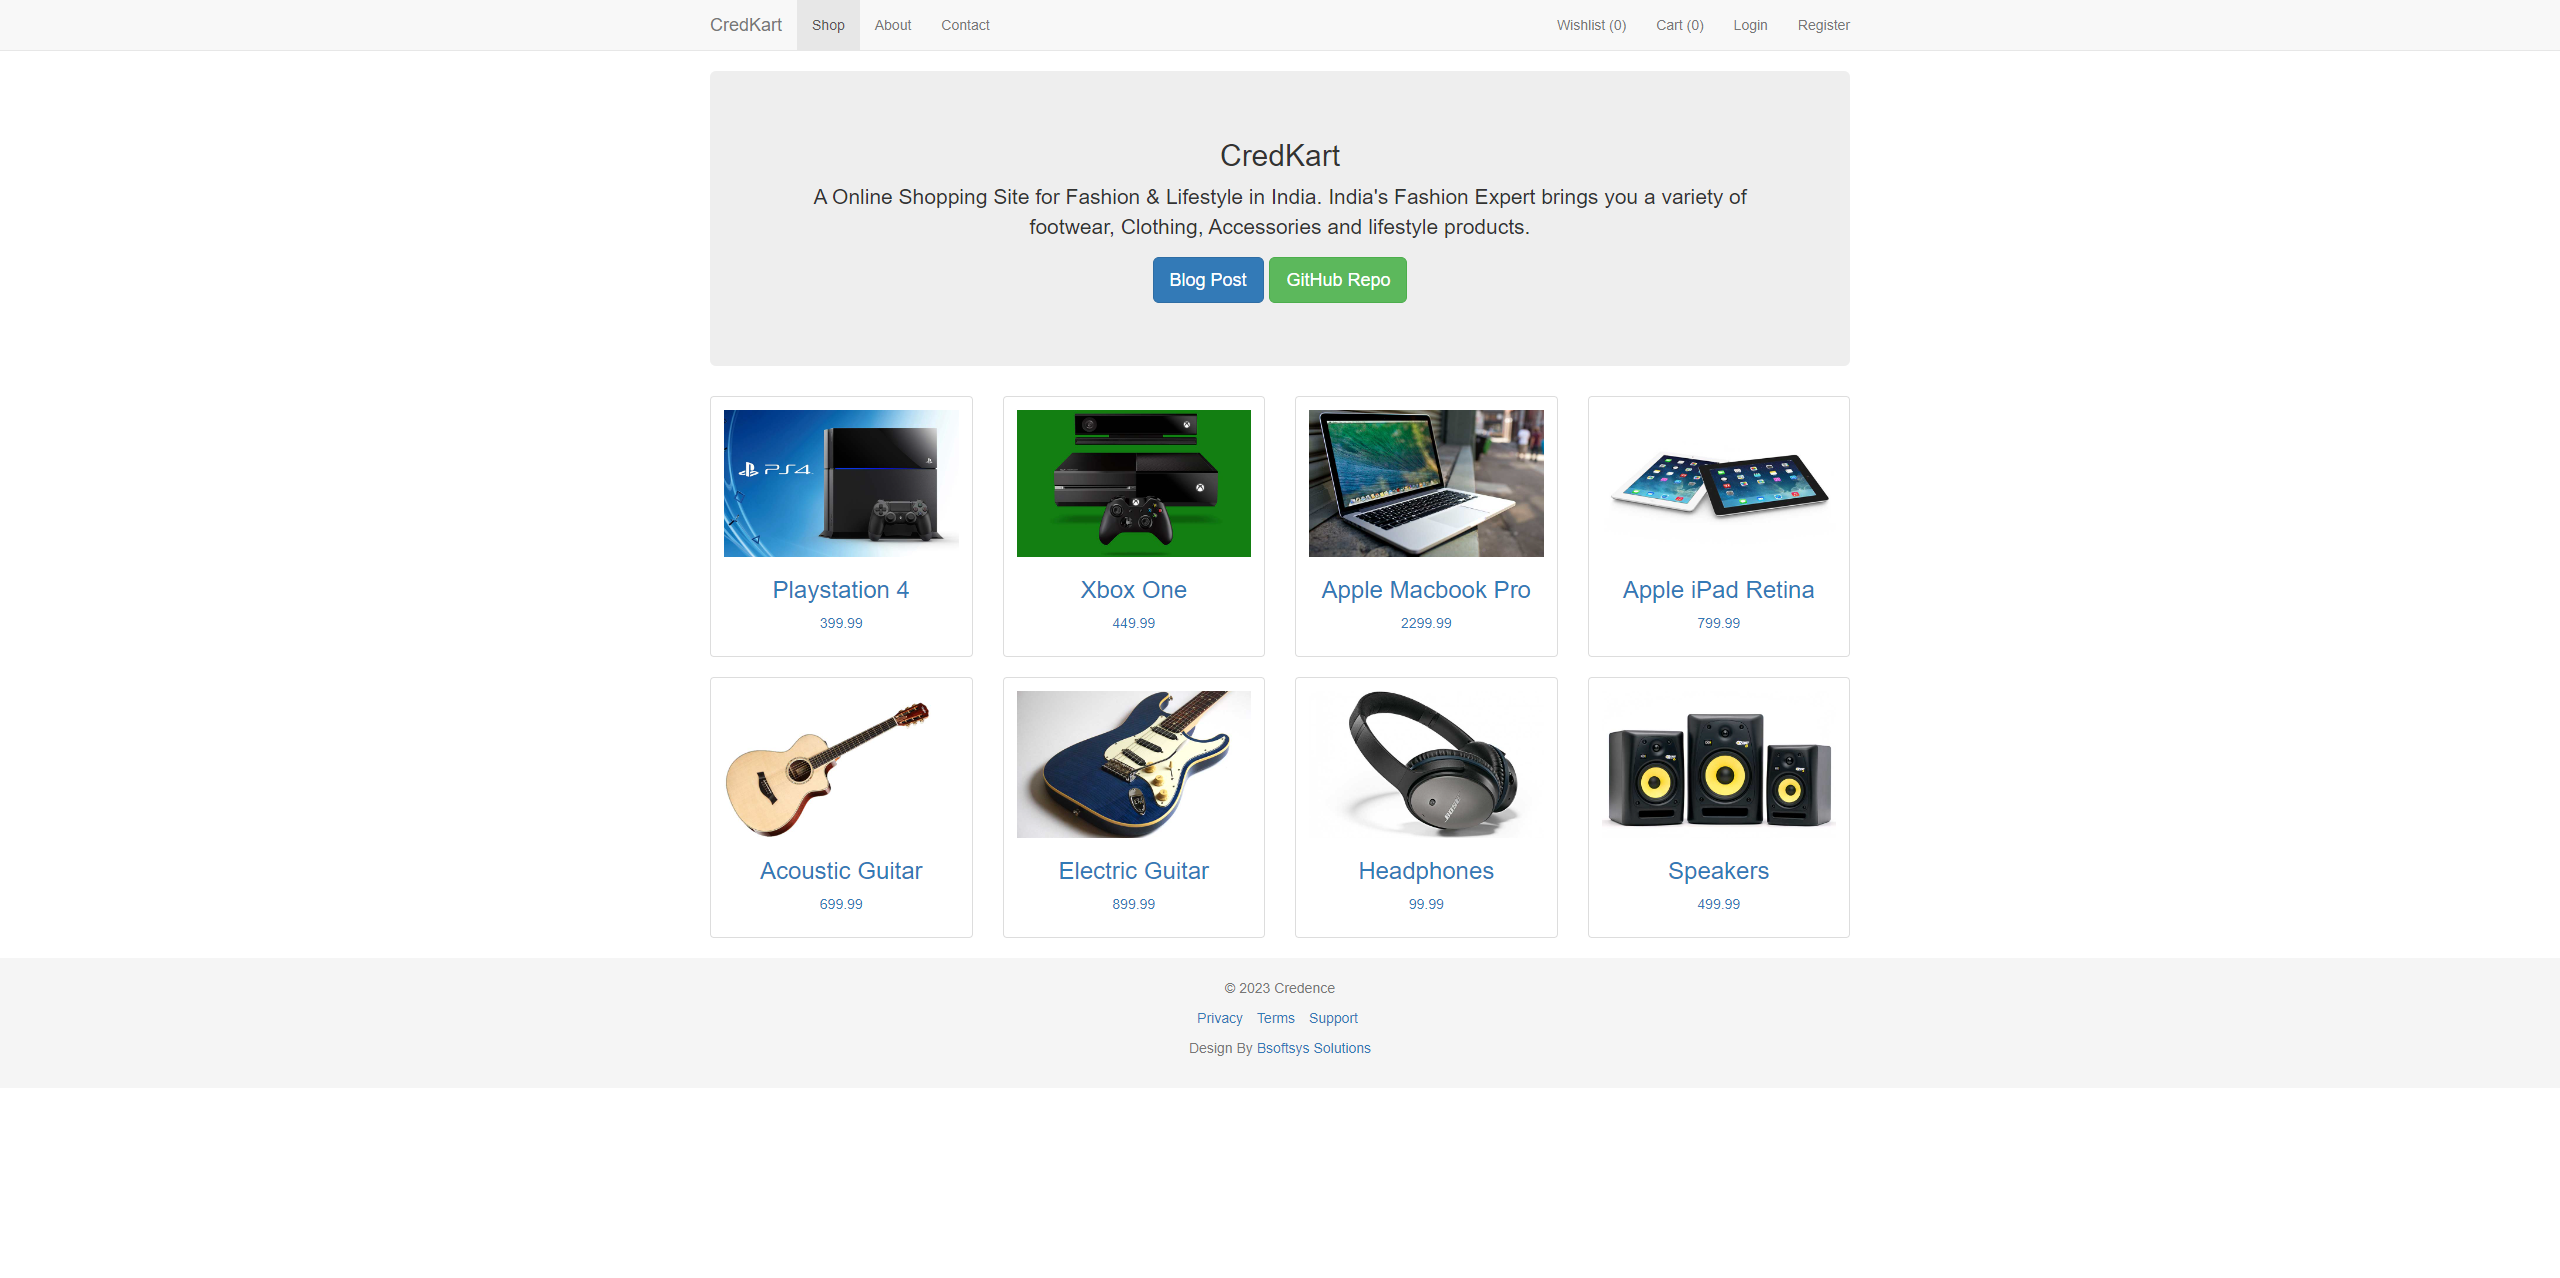 CredKart
Shop
About
Contact
Wishlist (0)
Cart (0)
Login
Register
CredKart
A Online Shopping Site for Fashion & Lifestyle in India. India's Fashion Expert brings you a variety of
footwear, Clothing, Accessories and lifestyle products.
Blog Post
GitHub Repo
PS4
Playstation 4
399.99
Xbox One
449.99
Apple Macbook Pro
2299.99
Apple iPad Retina
799.99
Acoustic Guitar
699.99
Electric Guitar
899.99
BOSE
Headphones
99.99
Speakers
499.99
© 2023 Credence
Privacy Terms Support
Design By Bsoftsys Solutions